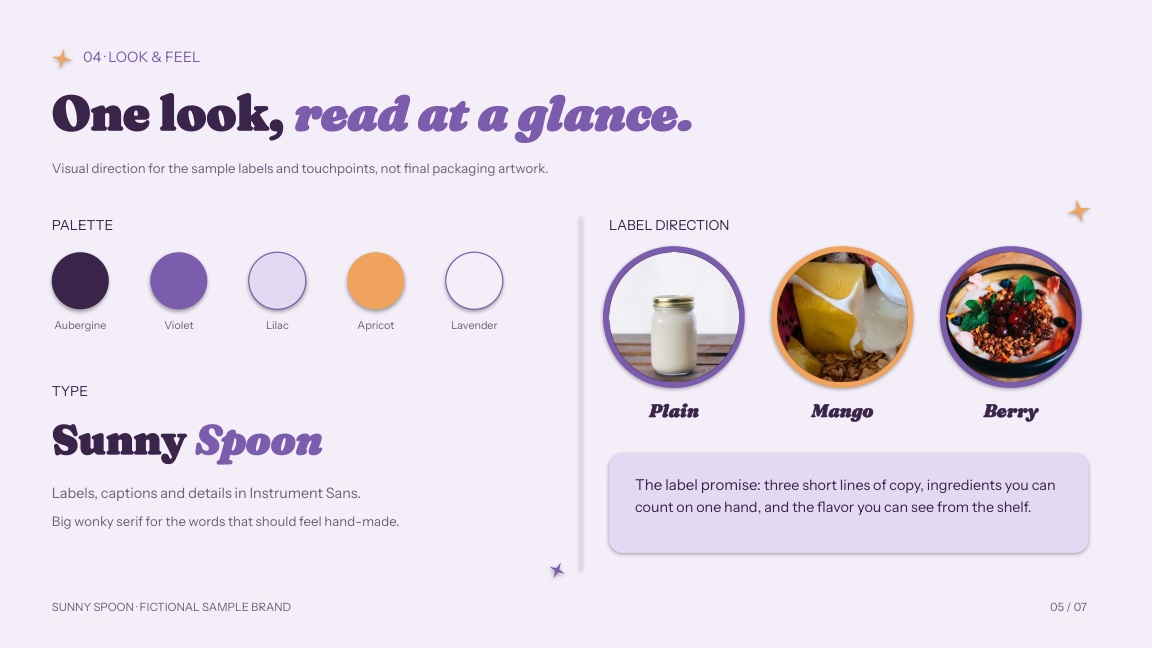 04 · LOOK & FEEL
One look, read at a glance.
Visual direction for the sample labels and touchpoints, not final packaging artwork.
PALETTE
Aubergine
Violet
Lilac
Apricot
Lavender
TYPE
Sunny Spoon
Labels, captions and details in Instrument Sans.
Big wonky serif for the words that should feel hand-made.
LABEL DIRECTION
Plain
Mango
Berry
The label promise: three short lines of copy, ingredients you can
count on one hand, and the flavor you can see from the shelf.
SUNNY SPOON · FICTIONAL SAMPLE BRAND
05 / 07